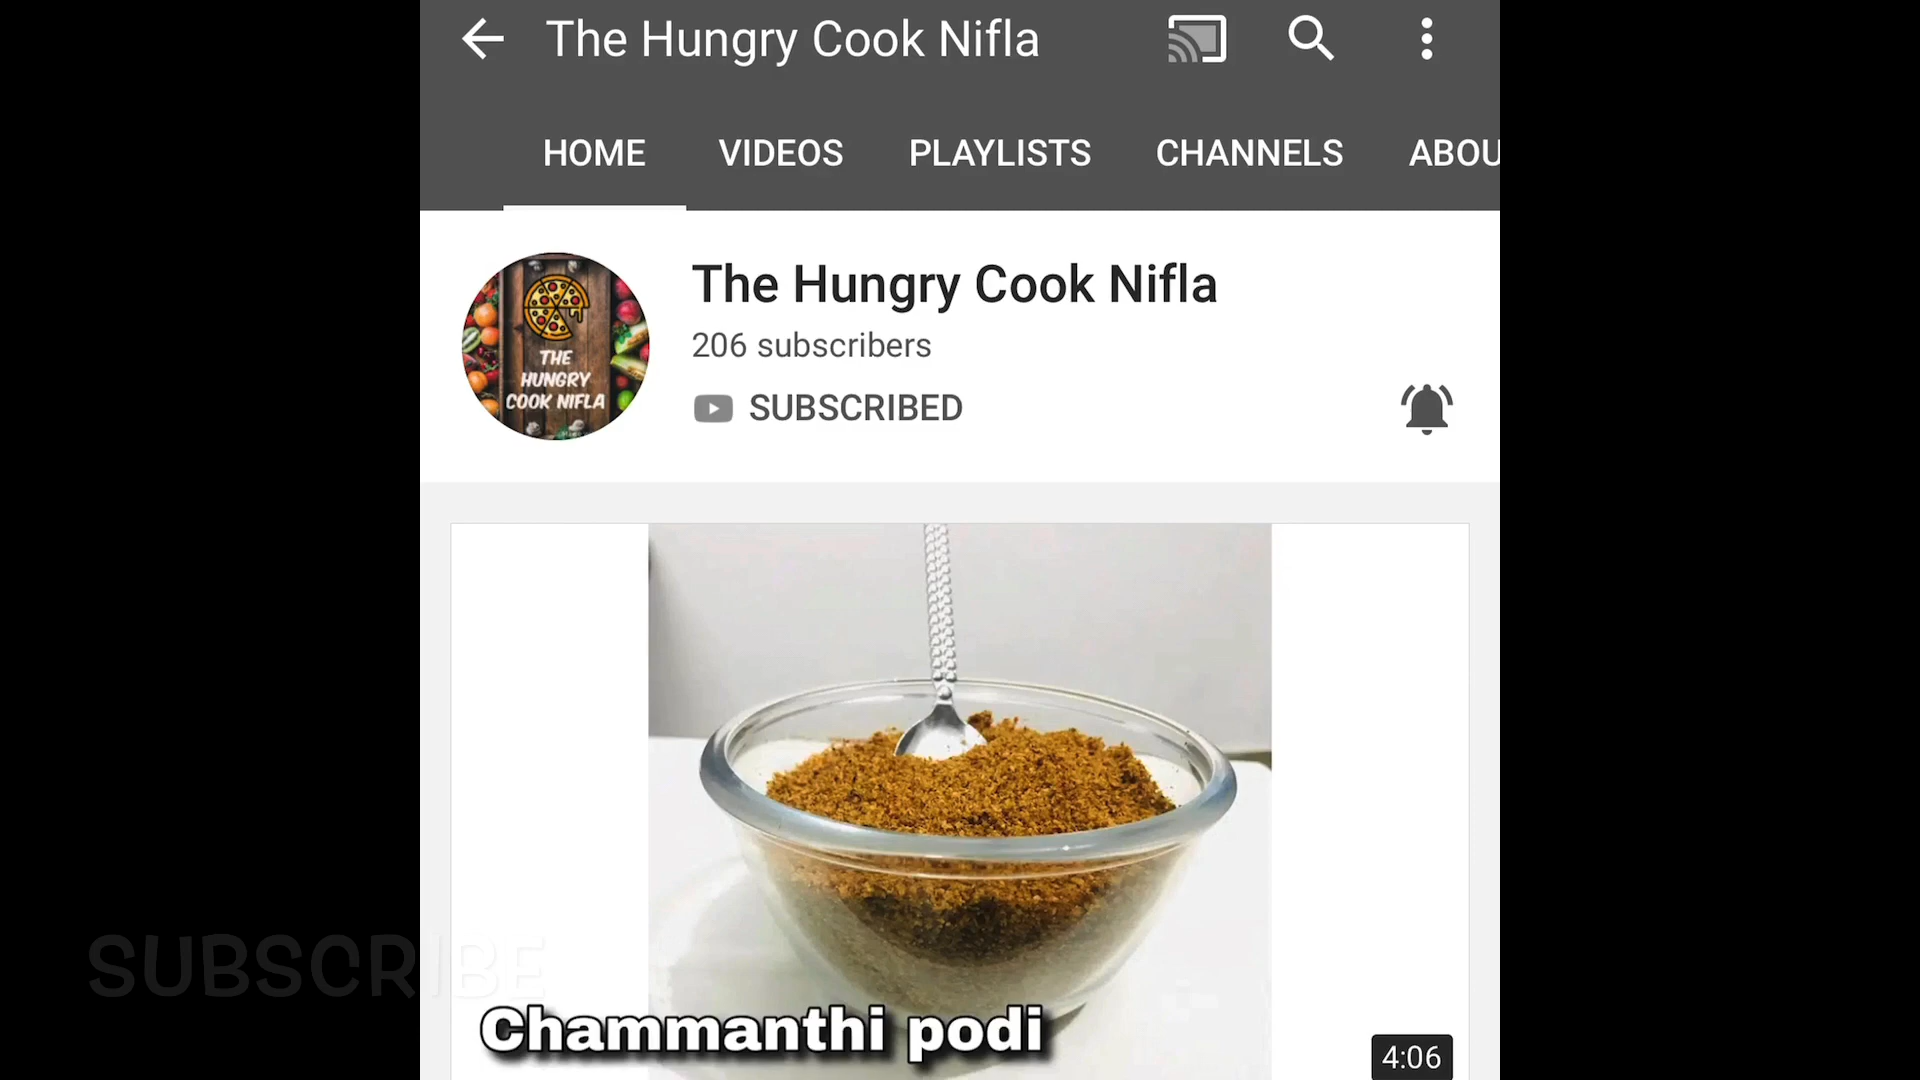 The Hungry Cook Nifla
HOME VIDEOS PLAYLISTS CHANNELS ABOU
The Hungry Cook Nifla
206 subscribers
SUBSCRIBED
THE
HUNGRY
COOK NIFLA
SUBSCRIBE
Chammanthi podi
4:06